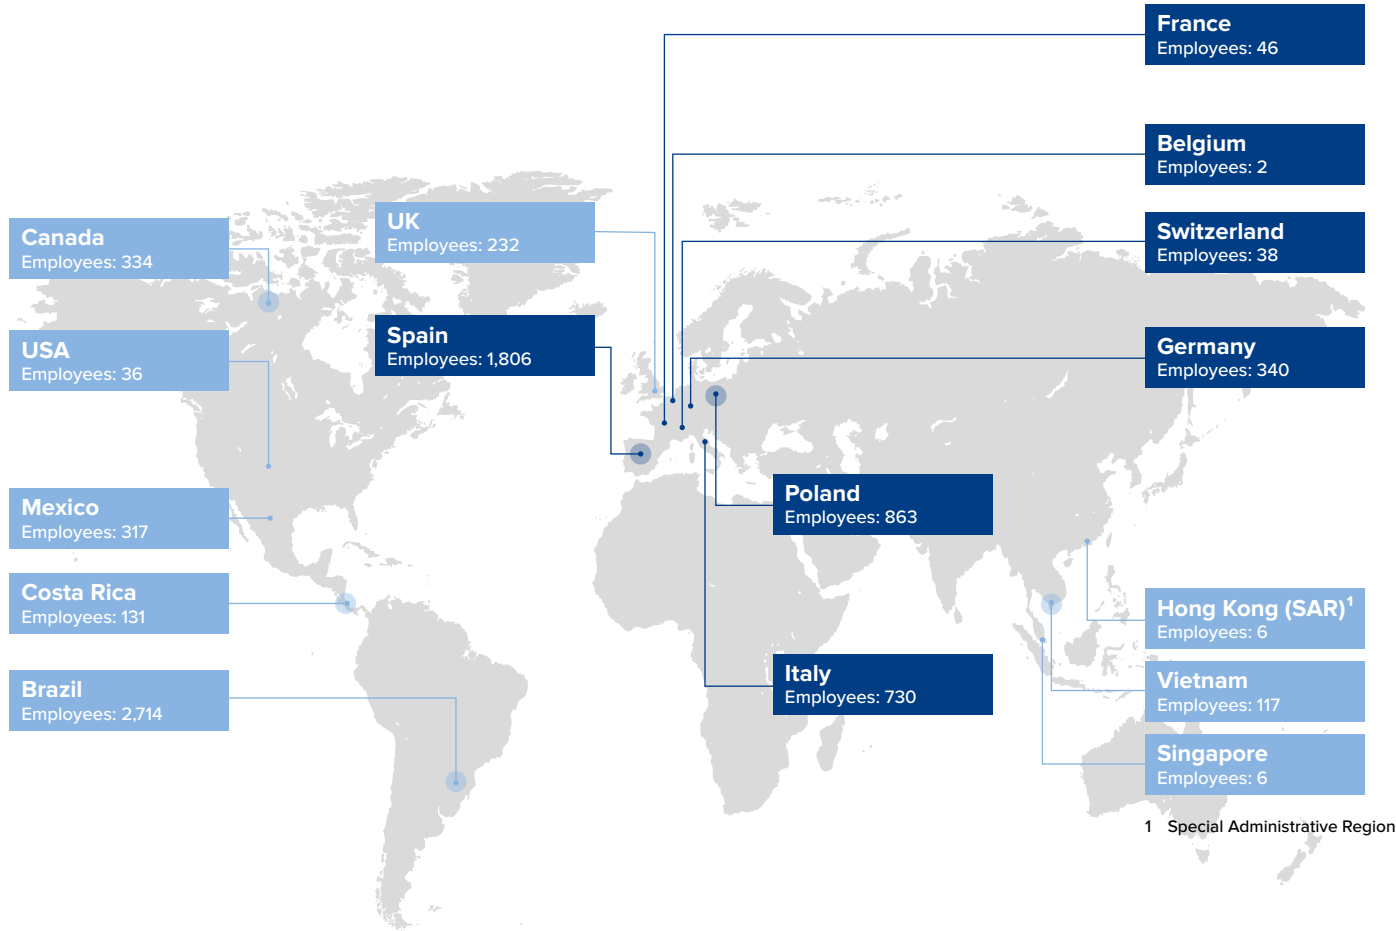 France
Employees: 46
Belgium
Employees: 2
Switzerland
Employees: 38
Germany
Employees: 340
UK
Employees: 232
Spain
Employees: 1,806
Canada
Employees: 334
USA
Employees: 36
Mexico
Employees: 317
Costa Rica
Employees: 131
Brazil
Employees: 2,714
Poland
Employees: 863
Italy
Employees: 730
Hong Kong (SAR)¹
Employees: 6
Vietnam
Employees: 117
Singapore
Employees: 6
1 Special Administrative Region